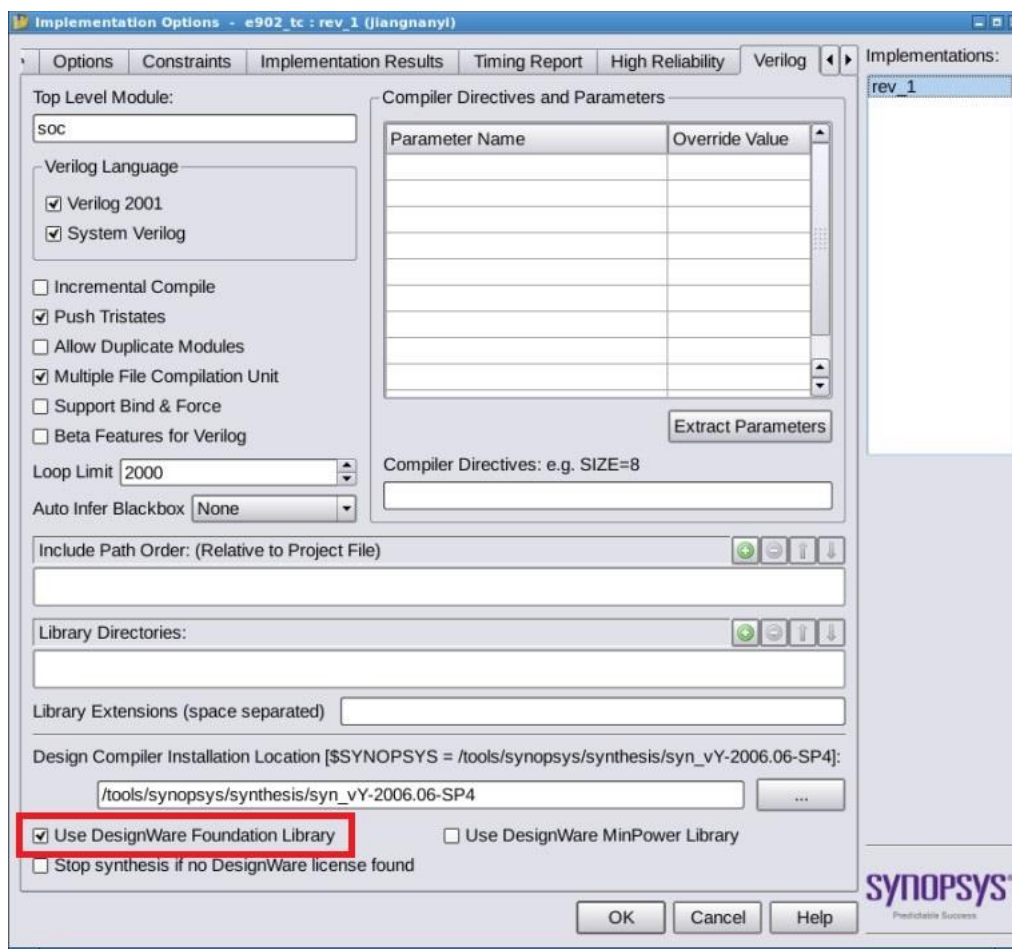 Implementation Options - e902_tc : rev_1 (jiangnanyi)
Options Constraints Implementation Results Timing Report High Reliability Verilog
Implementations:
rev_1
Top Level Module:
soc
Verilog Language
Verilog 2001
System Verilog
Incremental Compile
Push Tristates
Allow Duplicate Modules
Multiple File Compilation Unit
Support Bind & Force
Beta Features for Verilog
Loop Limit 2000
Auto Infer Blackbox None
Compiler Directives and Parameters
Parameter Name Override Value
Extract Parameters
Compiler Directives: e.g. SIZE=8
Include Path Order: (Relative to Project File)
Library Directories:
Library Extensions (space separated)
Design Compiler Installation Location [$SYNOPSYS = /tools/synopsys/synthesis/syn_vY-2006.06-SP4]:
/tools/synopsys/synthesis/syn_vY-2006.06-SP4 ...
Use DesignWare Foundation Library Use DesignWare MinPower Library
Stop synthesis if no DesignWare license found
SYNOPSYS
Predictable Success
OK Cancel Help